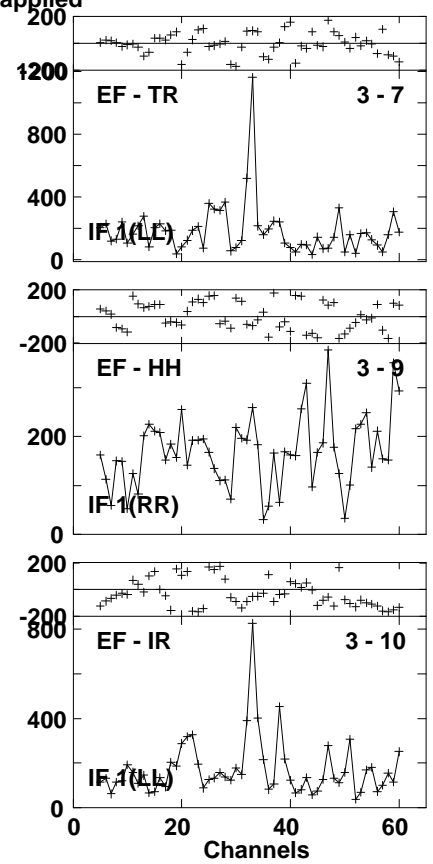 applied
200
-200
1200
EF - TR 3 - 7
800
400
IF 1(LL)
0
200
-200
EF - HH 3 - 9
200
IF 1(RR)
0
200
-200
800
EF - IR 3 - 10
400
IF 1(LL)
0
0 20 40 60
Channels